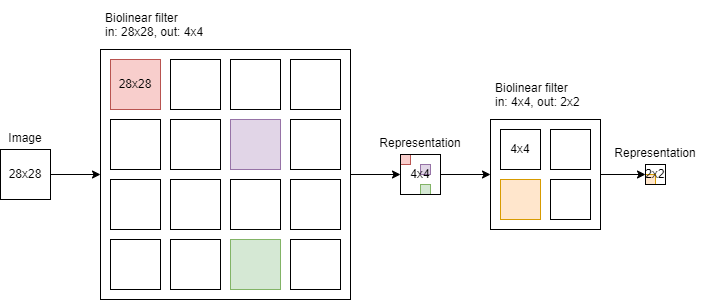 Biolinear filter
in: 28x28, out: 4x4
28x28
Image
28x28
Representation
4x4
Biolinear filter
in: 4x4, out: 2x2
4x4
Representation
2x2